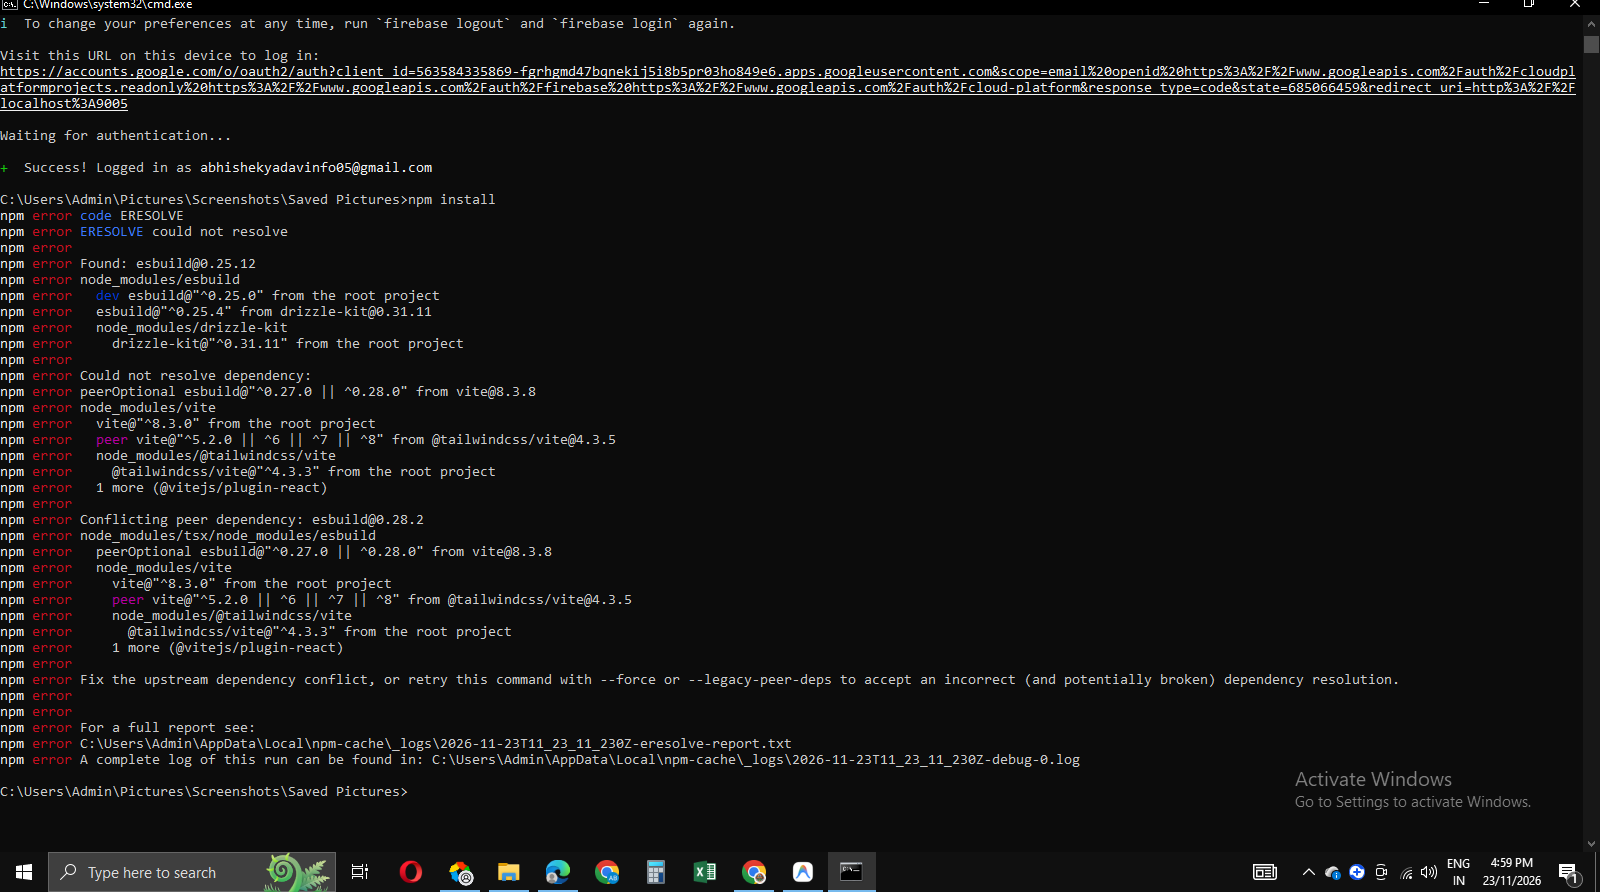 C:\Windows\system32\cmd.exe
i  To change your preferences at any time, run `firebase logout` and `firebase login` again.
Visit this URL on this device to log in:
https://accounts.google.com/o/oauth2/auth?client_id=563584335869-fgrhgmd47bqnekij5i8b5pr03ho849e6.apps.googleusercontent.com&scope=email%20openid%20https%3A%2F%2Fwww.googleapis.com%2Fauth%2Fcloudpl
atformprojects.readonly%20https%3A%2F%2Fwww.googleapis.com%2Fauth%2Ffirebase%20https%3A%2F%2Fwww.googleapis.com%2Fauth%2Fcloud-platform&response_type=code&state=685066459&redirect_uri=http%3A%2F%2F
localhost%3A9005
Waiting for authentication...
+  Success! Logged in as abhishekyadavinfo05@gmail.com
C:\Users\Admin\Pictures\Screenshots\Saved Pictures>npm install
npm error code ERESOLVE
npm error ERESOLVE could not resolve
npm error
npm error Found: esbuild@0.25.12
npm error node_modules/esbuild
npm error   dev esbuild@"^0.25.0" from the root project
npm error   esbuild@"^0.25.4" from drizzle-kit@0.31.11
npm error   node_modules/drizzle-kit
npm error     drizzle-kit@"^0.31.11" from the root project
npm error
npm error Could not resolve dependency:
npm error peerOptional esbuild@"^0.27.0 || ^0.28.0" from vite@8.3.8
npm error node_modules/vite
npm error   vite@"^8.3.0" from the root project
npm error   peer vite@"^5.2.0 || ^6 || ^7 || ^8" from @tailwindcss/vite@4.3.5
npm error   node_modules/@tailwindcss/vite
npm error     @tailwindcss/vite@"^4.3.3" from the root project
npm error   1 more (@vitejs/plugin-react)
npm error
npm error Conflicting peer dependency: esbuild@0.28.2
npm error node_modules/tsx/node_modules/esbuild
npm error   peerOptional esbuild@"^0.27.0 || ^0.28.0" from vite@8.3.8
npm error   node_modules/vite
npm error     vite@"^8.3.0" from the root project
npm error     peer vite@"^5.2.0 || ^6 || ^7 || ^8" from @tailwindcss/vite@4.3.5
npm error     node_modules/@tailwindcss/vite
npm error       @tailwindcss/vite@"^4.3.3" from the root project
npm error     1 more (@vitejs/plugin-react)
npm error
npm error Fix the upstream dependency conflict, or retry this command with --force or --legacy-peer-deps to accept an incorrect (and potentially broken) dependency resolution.
npm error
npm error
npm error For a full report see:
npm error C:\Users\Admin\AppData\Local\npm-cache\_logs\2026-11-23T11_23_11_230Z-eresolve-report.txt
npm error A complete log of this run can be found in: C:\Users\Admin\AppData\Local\npm-cache\_logs\2026-11-23T11_23_11_230Z-debug-0.log
C:\Users\Admin\Pictures\Screenshots\Saved Pictures>
Activate Windows
Go to Settings to activate Windows.
Type here to search
ENG
IN
4:59 PM
23/11/2026
1